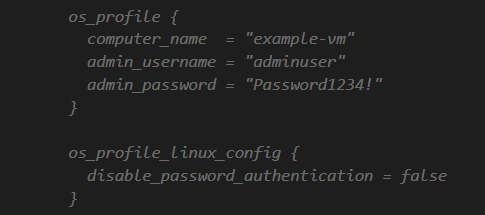 os_profile {
  computer_name  = "example-vm"
  admin_username = "adminuser"
  admin_password = "Password1234!"
}

os_profile_linux_config {
  disable_password_authentication = false
}